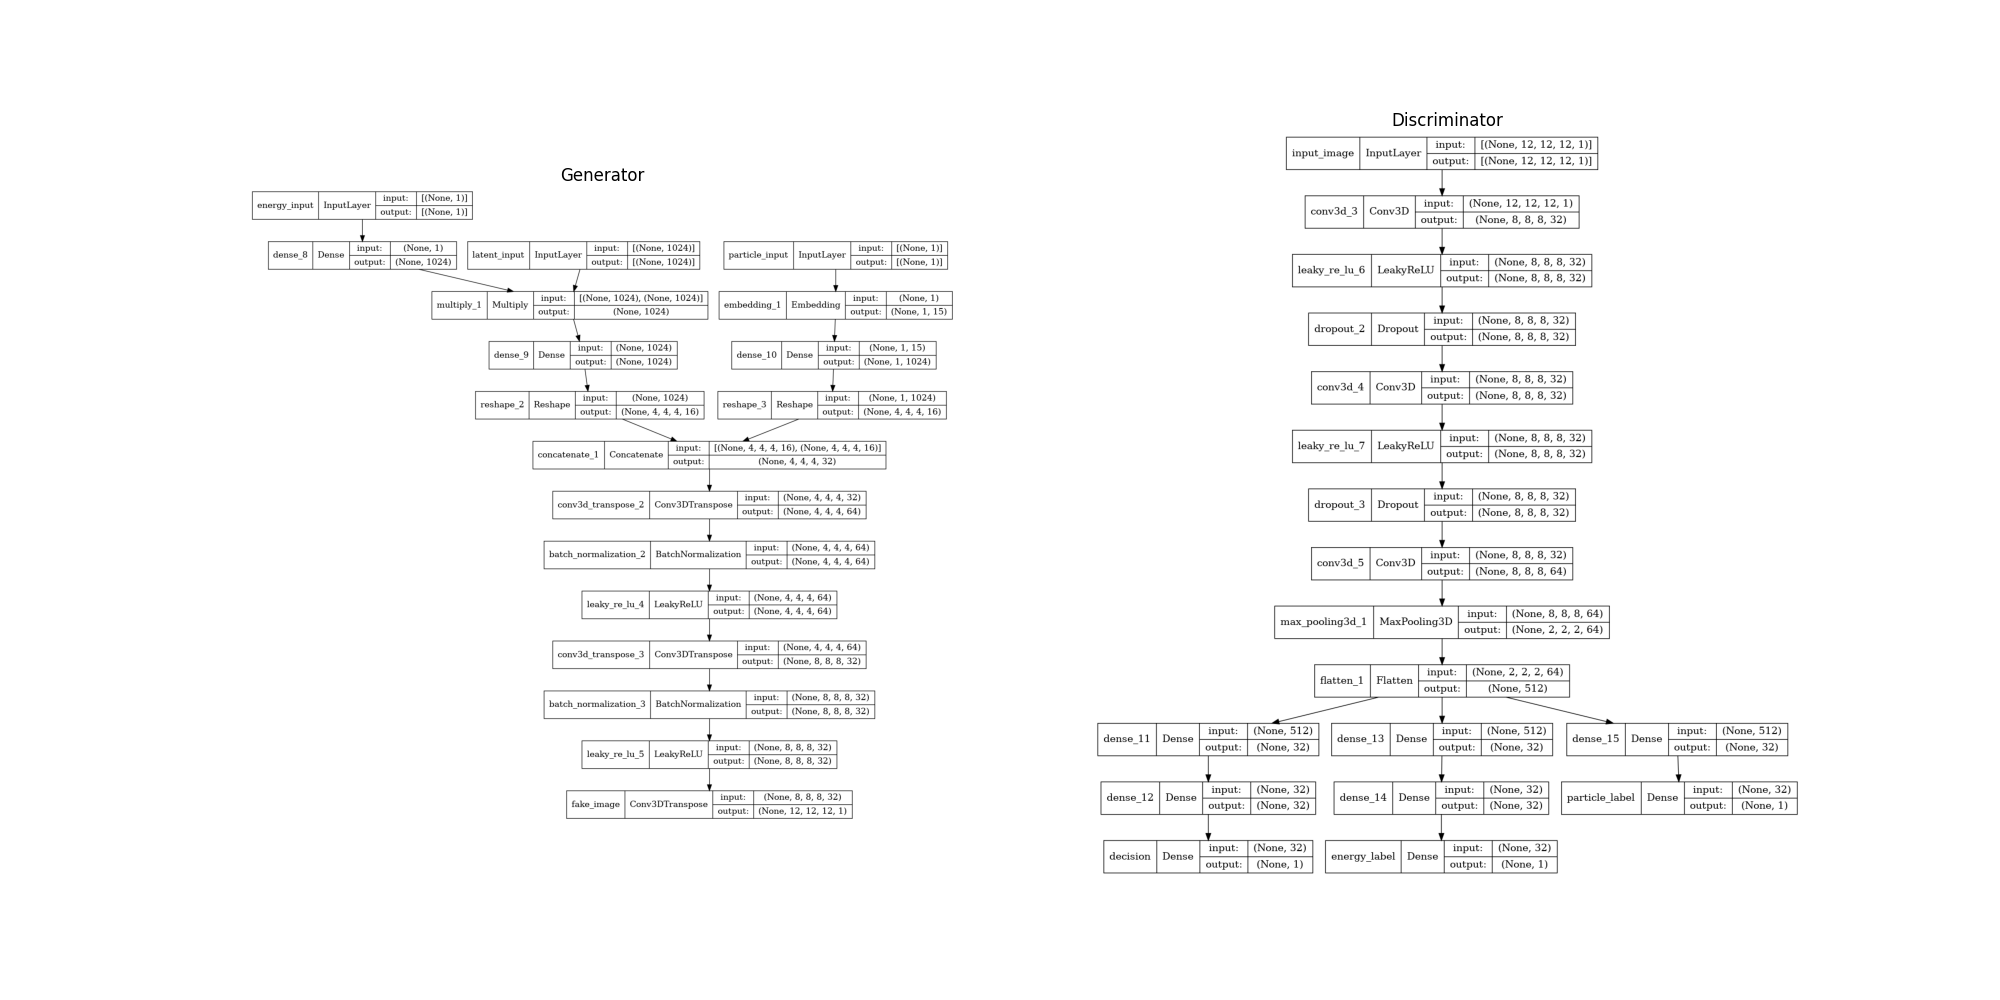 Generator
energy_input InputLayer input: [(None, 1)]
output: [(None, 1)]
dense_8 Dense input: (None, 1)
output: (None, 1024)
latent_input InputLayer input: [(None, 1024)]
output: [(None, 1024)]
particle_input InputLayer input: [(None, 1)]
output: [(None, 1)]
multiply_1 Multiply input: [(None, 1024), (None, 1024)]
output: (None, 1024)
embedding_1 Embedding input: (None, 1)
output: (None, 1, 15)
dense_9 Dense input: (None, 1024)
output: (None, 1024)
dense_10 Dense input: (None, 1, 15)
output: (None, 1, 1024)
reshape_2 Reshape input: (None, 1024)
output: (None, 4, 4, 4, 16)
reshape_3 Reshape input: (None, 1, 1024)
output: (None, 4, 4, 4, 16)
concatenate_1 Concatenate input: [(None, 4, 4, 4, 16), (None, 4, 4, 4, 16)]
output: (None, 4, 4, 4, 32)
conv3d_transpose_2 Conv3DTranspose input: (None, 4, 4, 4, 32)
output: (None, 4, 4, 4, 64)
batch_normalization_2 BatchNormalization input: (None, 4, 4, 4, 64)
output: (None, 4, 4, 4, 64)
leaky_re_lu_4 LeakyReLU input: (None, 4, 4, 4, 64)
output: (None, 4, 4, 4, 64)
conv3d_transpose_3 Conv3DTranspose input: (None, 4, 4, 4, 64)
output: (None, 8, 8, 8, 32)
batch_normalization_3 BatchNormalization input: (None, 8, 8, 8, 32)
output: (None, 8, 8, 8, 32)
leaky_re_lu_5 LeakyReLU input: (None, 8, 8, 8, 32)
output: (None, 8, 8, 8, 32)
fake_image Conv3DTranspose input: (None, 8, 8, 8, 32)
output: (None, 12, 12, 12, 1)
Discriminator
input_image InputLayer input: [(None, 12, 12, 12, 1)]
output: [(None, 12, 12, 12, 1)]
conv3d_3 Conv3D input: (None, 12, 12, 12, 1)
output: (None, 8, 8, 8, 32)
leaky_re_lu_6 LeakyReLU input: (None, 8, 8, 8, 32)
output: (None, 8, 8, 8, 32)
dropout_2 Dropout input: (None, 8, 8, 8, 32)
output: (None, 8, 8, 8, 32)
conv3d_4 Conv3D input: (None, 8, 8, 8, 32)
output: (None, 8, 8, 8, 32)
leaky_re_lu_7 LeakyReLU input: (None, 8, 8, 8, 32)
output: (None, 8, 8, 8, 32)
dropout_3 Dropout input: (None, 8, 8, 8, 32)
output: (None, 8, 8, 8, 32)
conv3d_5 Conv3D input: (None, 8, 8, 8, 32)
output: (None, 8, 8, 8, 64)
max_pooling3d_1 MaxPooling3D input: (None, 8, 8, 8, 64)
output: (None, 2, 2, 2, 64)
flatten_1 Flatten input: (None, 2, 2, 2, 64)
output: (None, 512)
dense_11 Dense input: (None, 512)
output: (None, 32)
dense_13 Dense input: (None, 512)
output: (None, 32)
dense_15 Dense input: (None, 512)
output: (None, 32)
dense_12 Dense input: (None, 32)
output: (None, 32)
dense_14 Dense input: (None, 32)
output: (None, 32)
particle_label Dense input: (None, 32)
output: (None, 1)
decision Dense input: (None, 32)
output: (None, 1)
energy_label Dense input: (None, 32)
output: (None, 1)